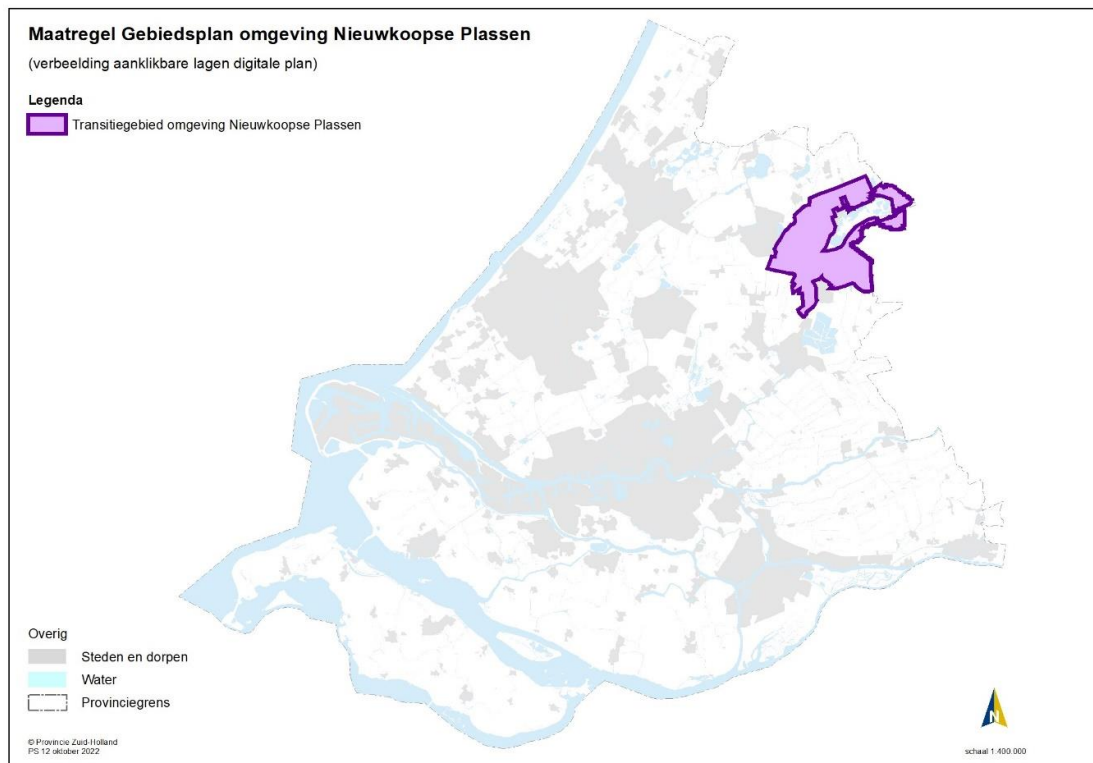 Maatregel Gebiedsplan omgeving Nieuwkoopse Plassen
(verbeelding aanklikbare lagen digitale plan)
Legenda
Transitiegebied omgeving Nieuwkoopse Plassen
Overig
Steden en dorpen
Water
Provinciegrens
© Provincie Zuid-Holland
PS 12 oktober 2022
N
schaal 1:400.000